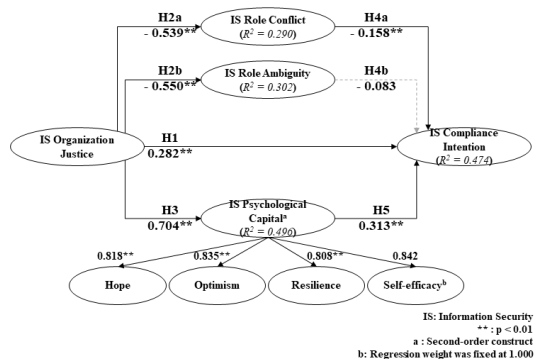 H2a
- 0.539**
IS Role Conflict
(R² = 0.290)
H4a
- 0.158**
H2b
- 0.550**
IS Role Ambiguity
(R² = 0.302)
H4b
- 0.083
IS Organization
Justice
H1
0.282**
IS Compliance
Intention
(R² = 0.474)
H3
0.704**
IS Psychological
Capitalᵃ
(R² = 0.496)
H5
0.313**
0.818**
0.835**
0.808**
0.842
Hope
Optimism
Resilience
Self-efficacyᵇ
IS: Information Security
** : p < 0.01
a : Second-order construct
b: Regression weight was fixed at 1.000